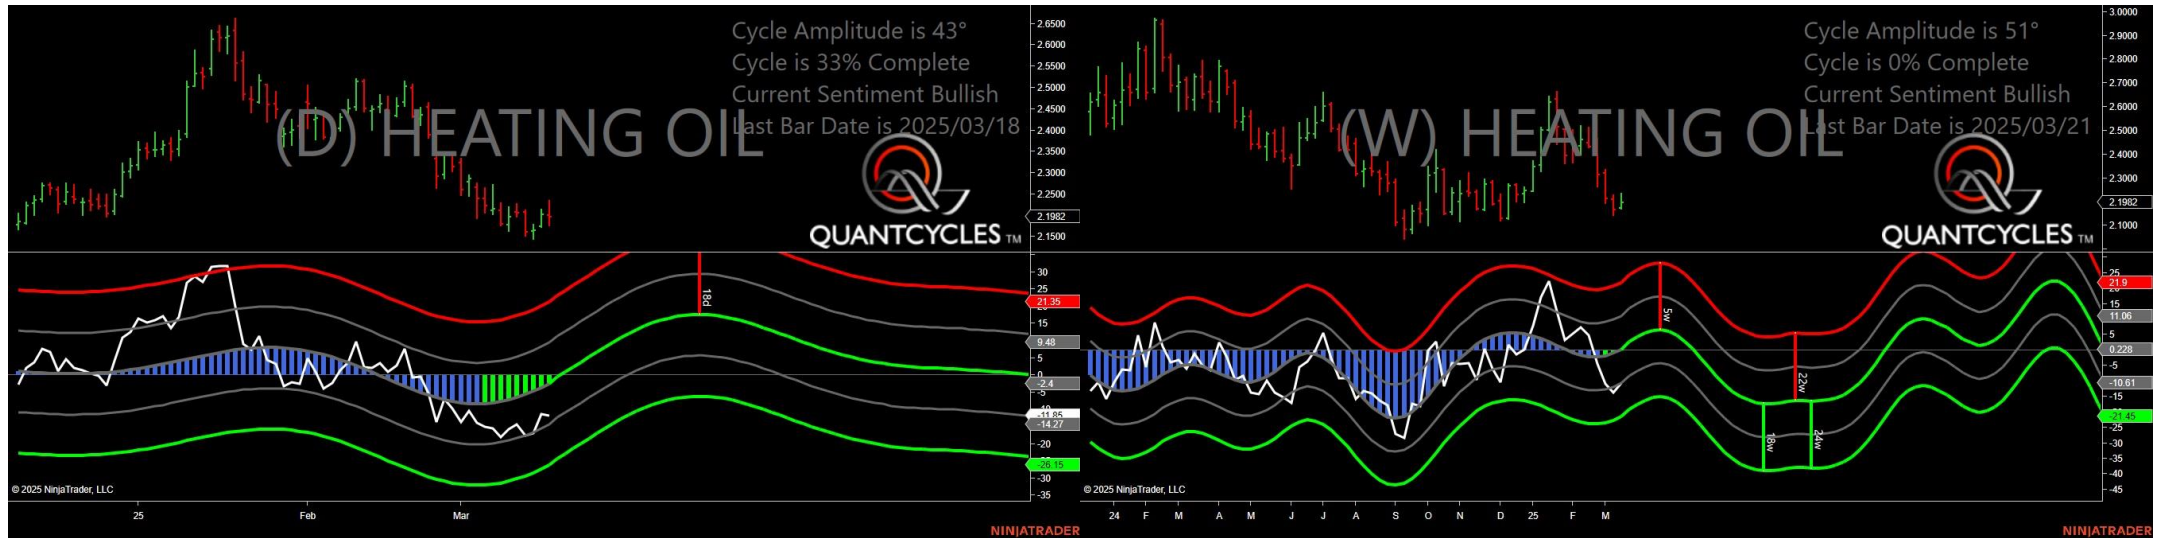 Cycle Amplitude is 43°
Cycle is 33% Complete
Current Sentiment Bullish
Last Bar Date is 2025/03/18
(D) HEATING OIL
QUANTCYCLES TM
2.6500
2.6000
2.5500
2.5000
2.4500
2.4000
2.3500
2.3000
2.2500
2.1982
2.1500
18d
30
25
21.35
20
15
9.48
5
0
-2.4
-5
-11.85
-14.27
-20
-26.15
-30
-35
© 2025 NinjaTrader, LLC
25 Feb Mar
NINJATRADER
Cycle Amplitude is 51°
Cycle is 0% Complete
Current Sentiment Bullish
Last Bar Date is 2025/03/21
(W) HEATING OIL
QUANTCYCLES TM
3.0000
2.9000
2.8000
2.7000
2.6000
2.5000
2.4000
2.3000
2.1982
2.1000
5w
22w
18w
24w
25
21.9
15
11.06
5
0.228
-5
-10.61
-15
-21.45
-25
-30
-35
-40
-45
© 2025 NinjaTrader, LLC
24 F M A M J J A S O N D 25 F M
NINJATRADER